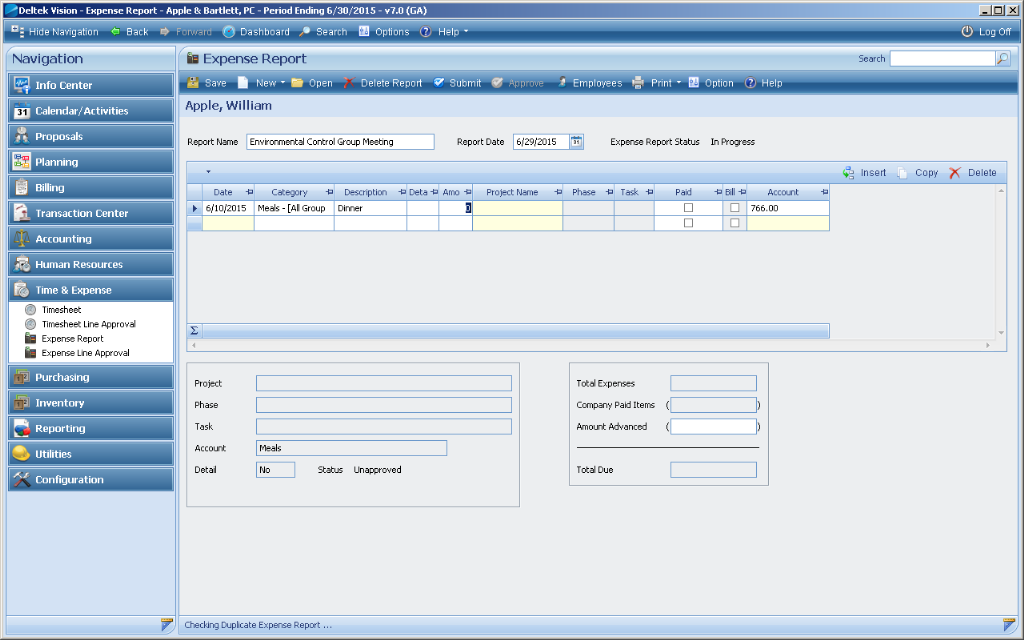 Deltek Vision - Expense Report - Apple & Bartlett, PC - Period Ending 6/30/2015 - v7.0 (GA)
Hide Navigation Back Forward Dashboard Search Options Help Log Off
Navigation
Info Center
31 Calendar/Activities
Proposals
Planning
Billing
Transaction Center
Accounting
Human Resources
Time & Expense
Timesheet
Timesheet Line Approval
Expense Report
Expense Line Approval
Purchasing
Inventory
Reporting
Utilities
Configuration
Expense Report Search
Save New Open Delete Report Submit Approve Employees Print Option Help
Apple, William
Report Name Environmental Control Group Meeting Report Date 6/29/2015 Expense Report Status In Progress
Insert Copy Delete
Date Category Description Deta Amo Project Name Phase Task Paid Bill Account
6/10/2015 Meals - [All Group Dinner 0 766.00
Σ
Project
Phase
Task
Account Meals
Detail No Status Unapproved
Total Expenses
Company Paid Items ( )
Amount Advanced ( )
Total Due
Checking Duplicate Expense Report ...